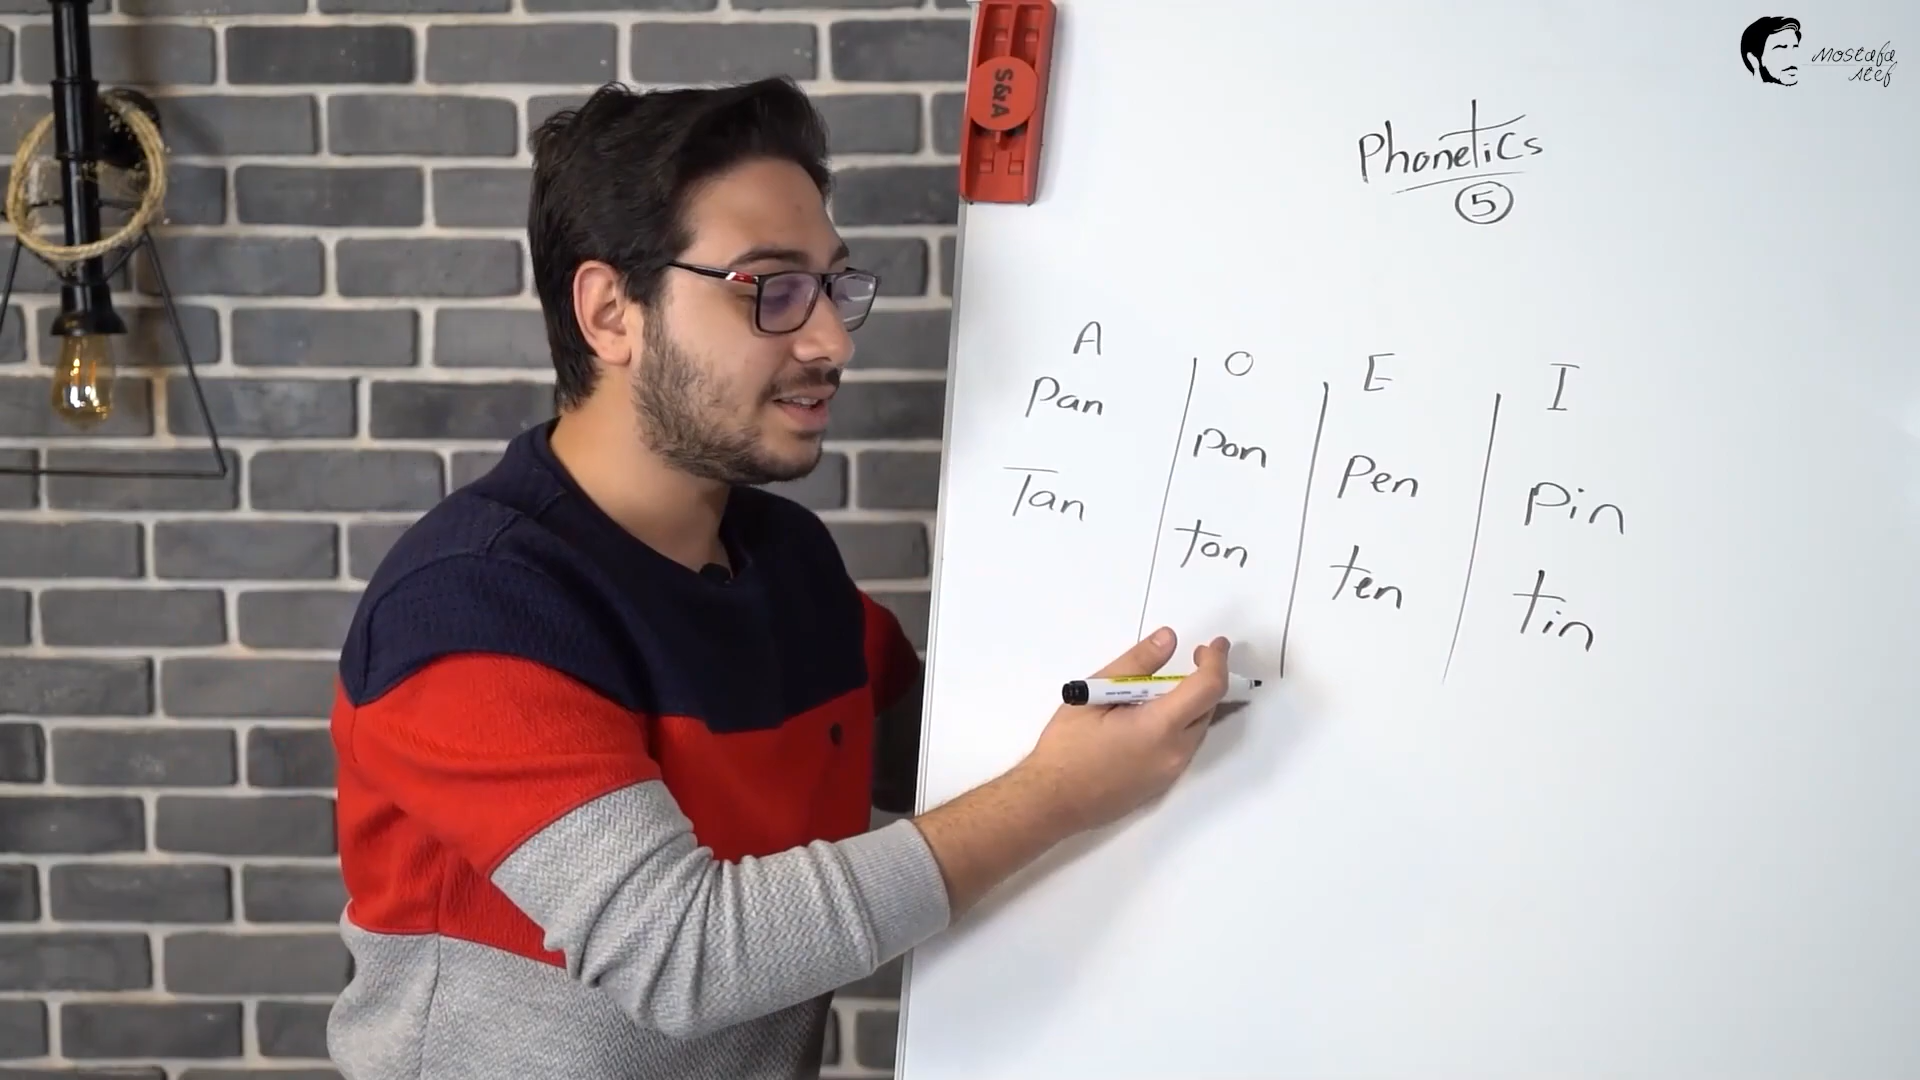 Mostafa
Atef
S&A
Phonetics
5
A
Pan
Tan
O
Pon
ton
E
Pen
ten
I
Pin
tin